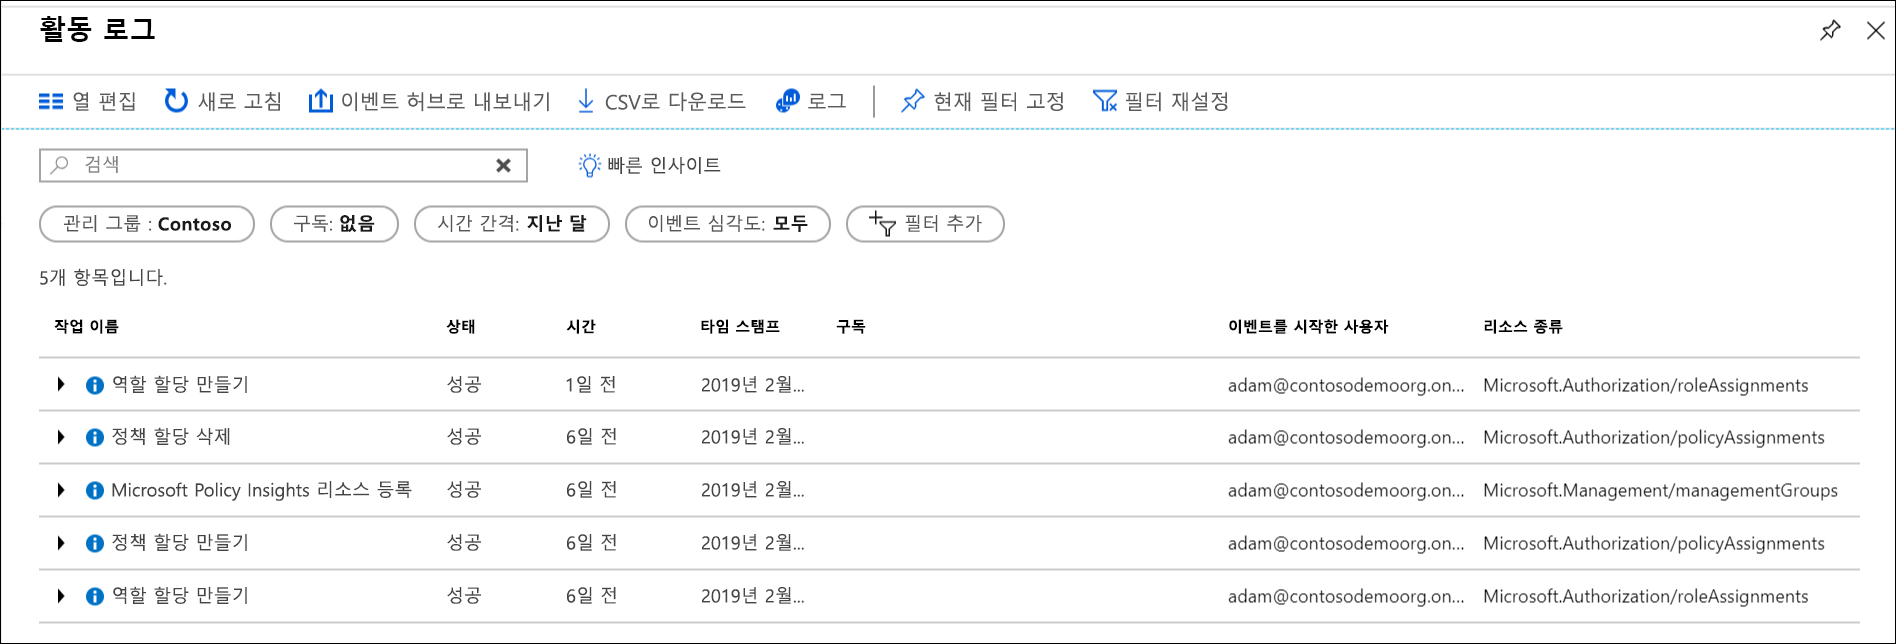 활동 로그
열 편집 새로 고침 이벤트 허브로 내보내기 CSV로 다운로드 로그 현재 필터 고정 필터 재설정
검색 빠른 인사이트
관리 그룹 : Contoso 구독: 없음 시간 간격: 지난 달 이벤트 심각도: 모두 필터 추가
5개 항목입니다.
작업 이름 상태 시간 타임 스탬프 구독 이벤트를 시작한 사용자 리소스 종류
역할 할당 만들기 성공 1일 전 2019년 2월... adam@contosodemoorg.on... Microsoft.Authorization/roleAssignments
정책 할당 삭제 성공 6일 전 2019년 2월... adam@contosodemoorg.on... Microsoft.Authorization/policyAssignments
Microsoft Policy Insights 리소스 등록 성공 6일 전 2019년 2월... adam@contosodemoorg.on... Microsoft.Management/managementGroups
정책 할당 만들기 성공 6일 전 2019년 2월... adam@contosodemoorg.on... Microsoft.Authorization/policyAssignments
역할 할당 만들기 성공 6일 전 2019년 2월... adam@contosodemoorg.on... Microsoft.Authorization/roleAssignments